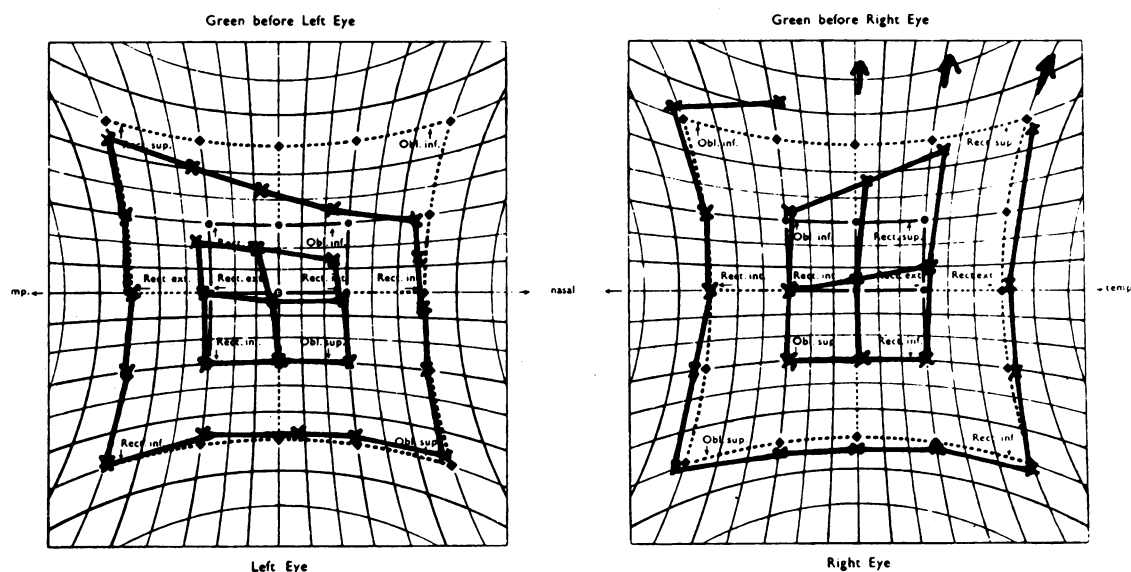 Green before Left Eye
Green before Right Eye
Rect. sup.
Obl. inf.
Obl. inf.
Rect sup
Obl. inf.
Obl inf.
Rect. sup.
Rect ext.
Rect. ext.
Rect. int.
Rect. in
Rect. int.
Rect. int.
Rect. ext.
Rect ext
mp.
nasal
temp
Rect. inf.
Obl. sup.
Obl sup
Rect. inf.
Rect. inf.
Obl. sup.
Obl sup.
Rect. inf.
Left Eye
Right Eye